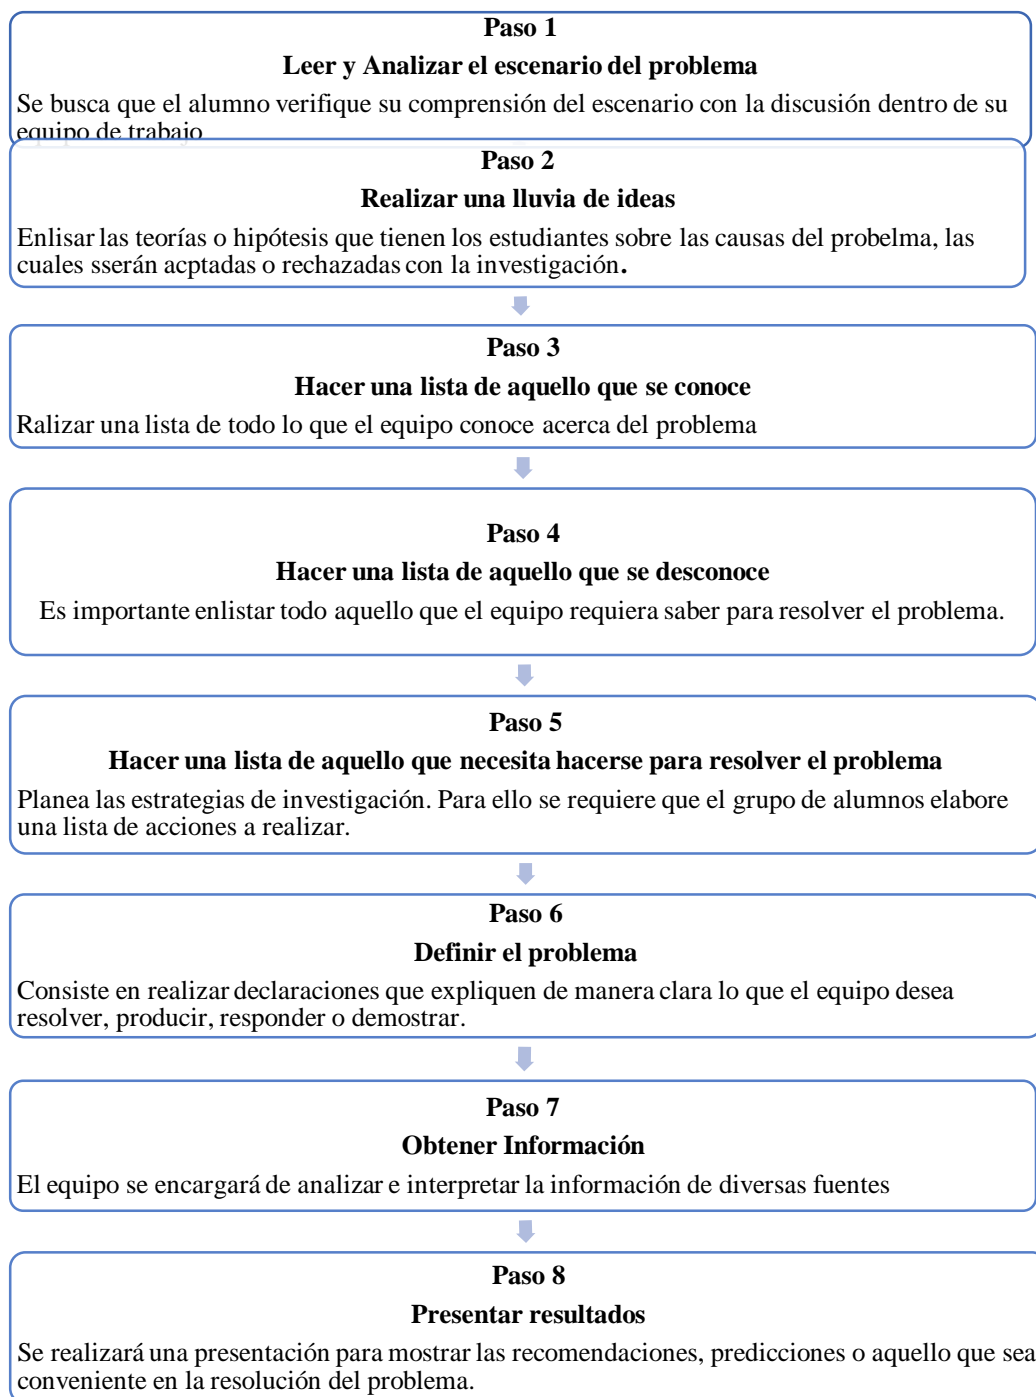 Paso 1
Leer y Analizar el escenario del problema
Se busca que el alumno verifique su comprensión del escenario con la discusión dentro de su
equipo de trabajo
Paso 2
Realizar una lluvia de ideas
Enlisar las teorías o hipótesis que tienen los estudiantes sobre las causas del probelma, las
cuales sserán acptadas o rechazadas con la investigación.
Paso 3
Hacer una lista de aquello que se conoce
Ralizar una lista de todo lo que el equipo conoce acerca del problema
Paso 4
Hacer una lista de aquello que se desconoce
Es importante enlistar todo aquello que el equipo requiera saber para resolver el problema.
Paso 5
Hacer una lista de aquello que necesita hacerse para resolver el problema
Planea las estrategias de investigación. Para ello se requiere que el grupo de alumnos elabore
una lista de acciones a realizar.
Paso 6
Definir el problema
Consiste en realizar declaraciones que expliquen de manera clara lo que el equipo desea
resolver, producir, responder o demostrar.
Paso 7
Obtener Información
El equipo se encargará de analizar e interpretar la información de diversas fuentes
Paso 8
Presentar resultados
Se realizará una presentación para mostrar las recomendaciones, predicciones o aquello que sea
conveniente en la resolución del problema.